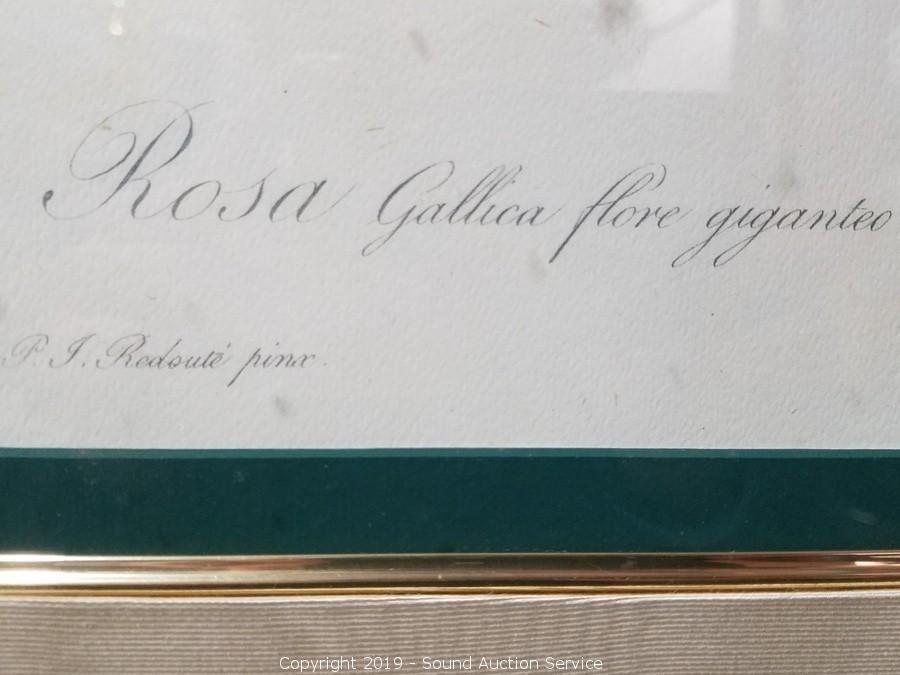 Rosa Gallica flore giganteo
P. J. Redouté pinx.
Copyright 2019 - Sound Auction Service